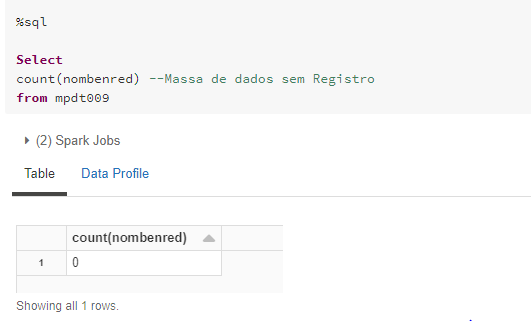 %sql
Select
count(nombenred) --Massa de dados sem Registro
from mpdt009
(2) Spark Jobs
Table Data Profile
count(nombenred)
1 0
Showing all 1 rows.